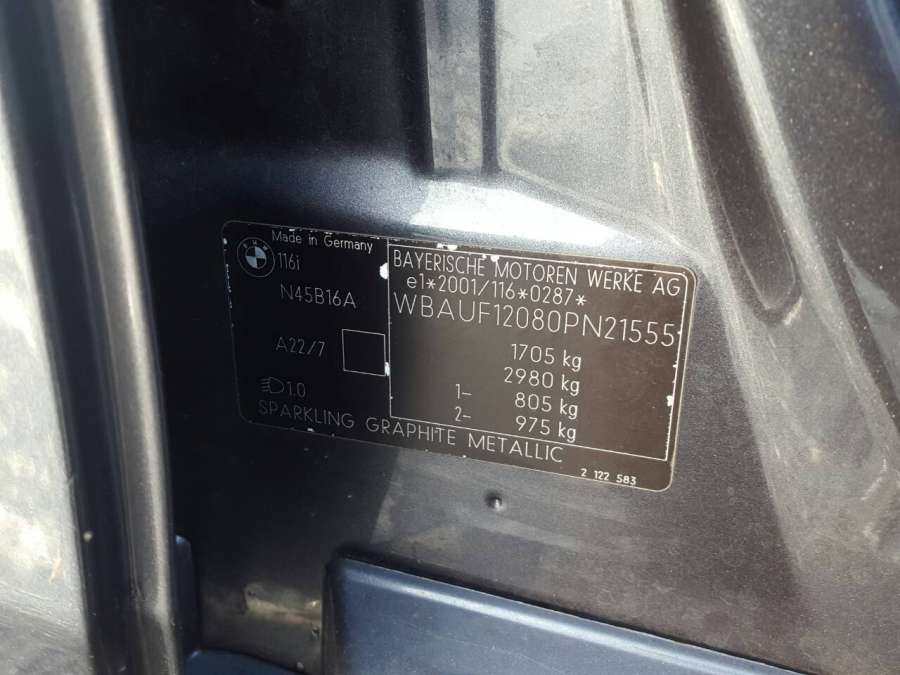 Made in Germany
BMW
116i
N45B16A
A22/7
1.0
SPARKLING GRAPHITE METALLIC
BAYERISCHE MOTOREN WERKE AG
e1*2001/116*0287*
WBAUF12080PN21555
1705 kg
2980 kg
1- 805 kg
2- 975 kg
2 122 583